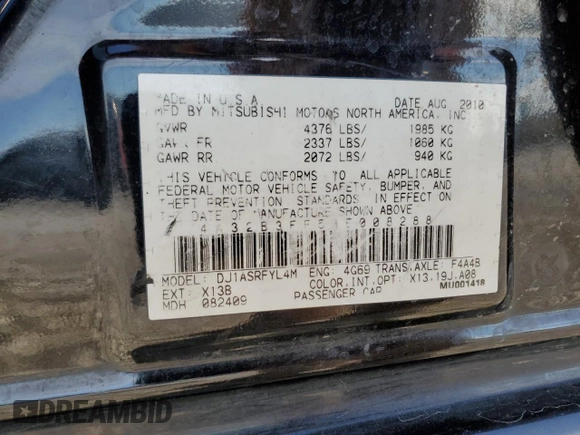 MADE IN U.S.A. DATE AUG. 2010
MFD BY MITSUBISHI MOTORS NORTH AMERICA, INC
GVWR 4376 LBS/ 1985 KG
GAWR FR 2337 LBS/ 1060 KG
GAWR RR 2072 LBS/ 940 KG
THIS VEHICLE CONFORMS TO ALL APPLICABLE
FEDERAL MOTOR VEHICLE SAFETY, BUMPER, AND
THEFT PREVENTION STANDARDS IN EFFECT ON
THE DATE OF MANUFACTURE SHOWN ABOVE
MODEL: DJ1ASRFYL4M ENG: 4G69 TRANS/AXLE: F4A4B
EXT: X13B COLOR,INT,OPT: X13,19J,A08
MDH 082409 PASSENGER CAR MU001418
DREAMBID